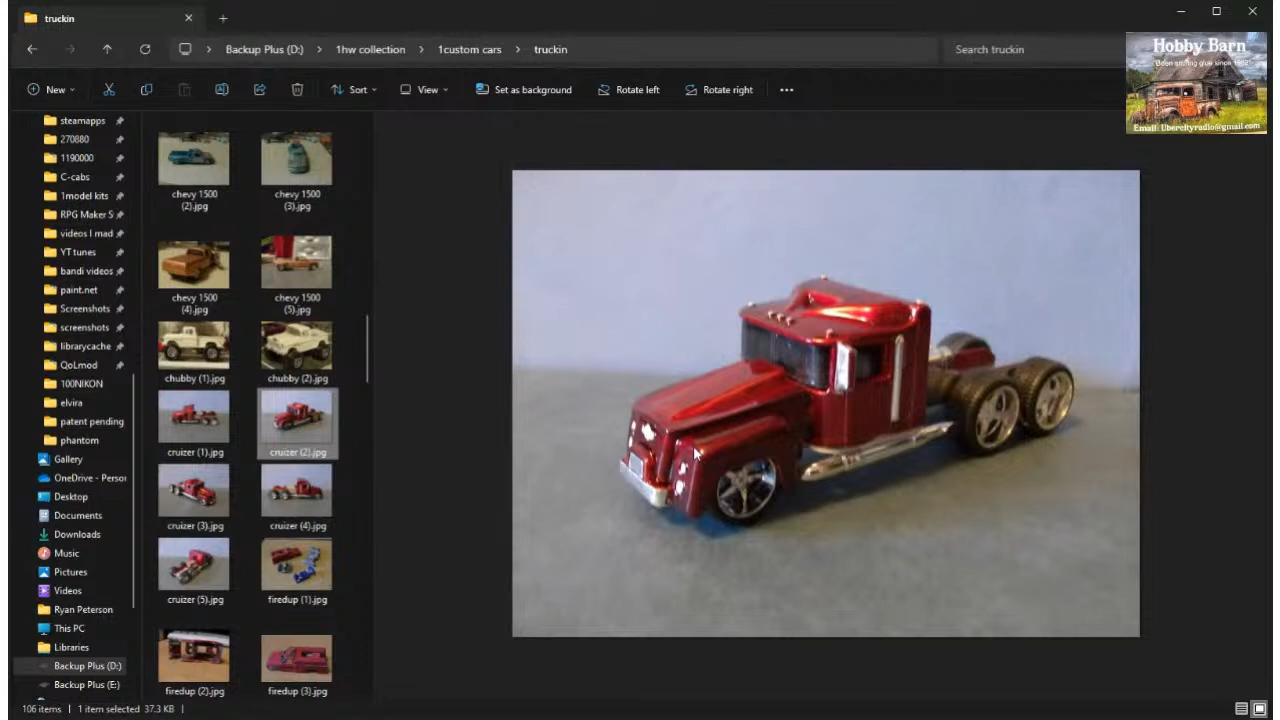 truckin
Backup Plus (D:)
1hw collection
1custom cars
truckin
Search truckin
Hobby Barn
Email: Ubercityradio@gmail.com
New
Sort
View
Set as background
Rotate left
Rotate right
steamapps
270880
1190000
C-cabs
1model kits
RPG Maker S
videos I mad
YT tunes
bandi videos
paint.net
Screenshots
screenshots
librarycache
QoLmod
100NIKON
elvira
patent pending
phantom
Gallery
OneDrive - Person
Desktop
Documents
Downloads
Music
Pictures
Videos
Ryan Peterson
This PC
Libraries
Backup Plus (D:)
Backup Plus (E:)
chevy 1500
(2).jpg
chevy 1500
(3).jpg
chevy 1500
(4).jpg
chevy 1500
(5).jpg
chubby (1).jpg
chubby (2).jpg
cruizer (1).jpg
cruizer (2).jpg
cruizer (3).jpg
cruizer (4).jpg
cruizer (5).jpg
firedup (1).jpg
firedup (2).jpg
firedup (3).jpg
106 items
1 item selected 37.3 KB